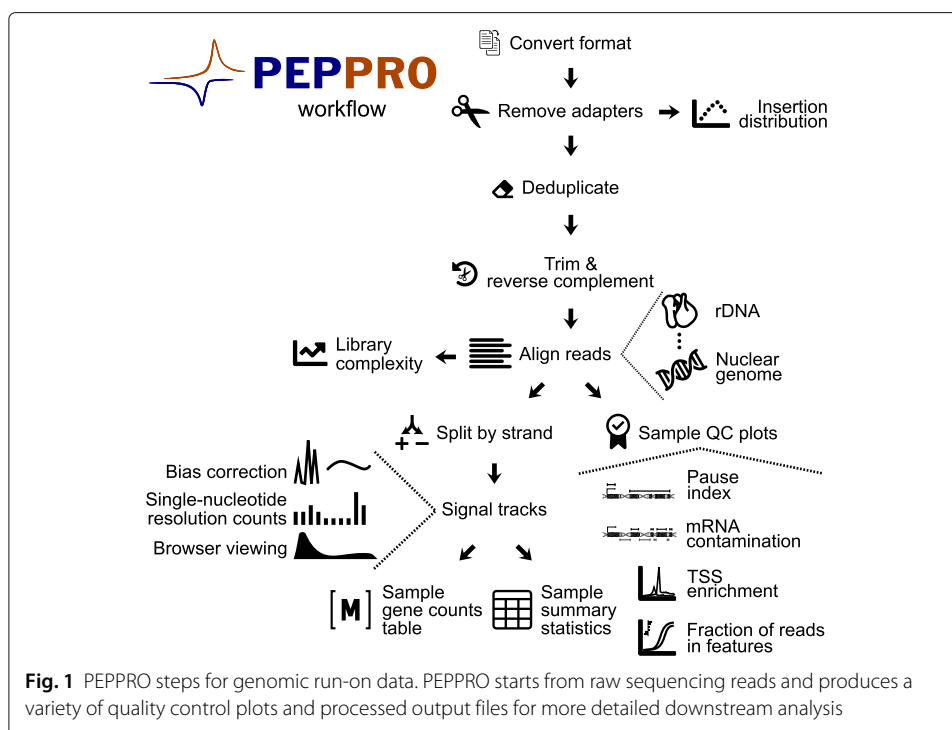 Convert format
PEPPRO
workflow
Remove adapters
Insertion
distribution
Deduplicate
Trim &
reverse complement
rDNA
Library
complexity
Align reads
Nuclear
genome
+ −
Split by strand
Sample QC plots
Bias correction
Single-nucleotide
resolution counts
Browser viewing
Signal tracks
Pause
index
mRNA
contamination
TSS
enrichment
Fraction of reads
in features
[M]
Sample
gene counts
table
Sample
summary
statistics
Fig. 1 PEPPRO steps for genomic run-on data. PEPPRO starts from raw sequencing reads and produces a
variety of quality control plots and processed output files for more detailed downstream analysis